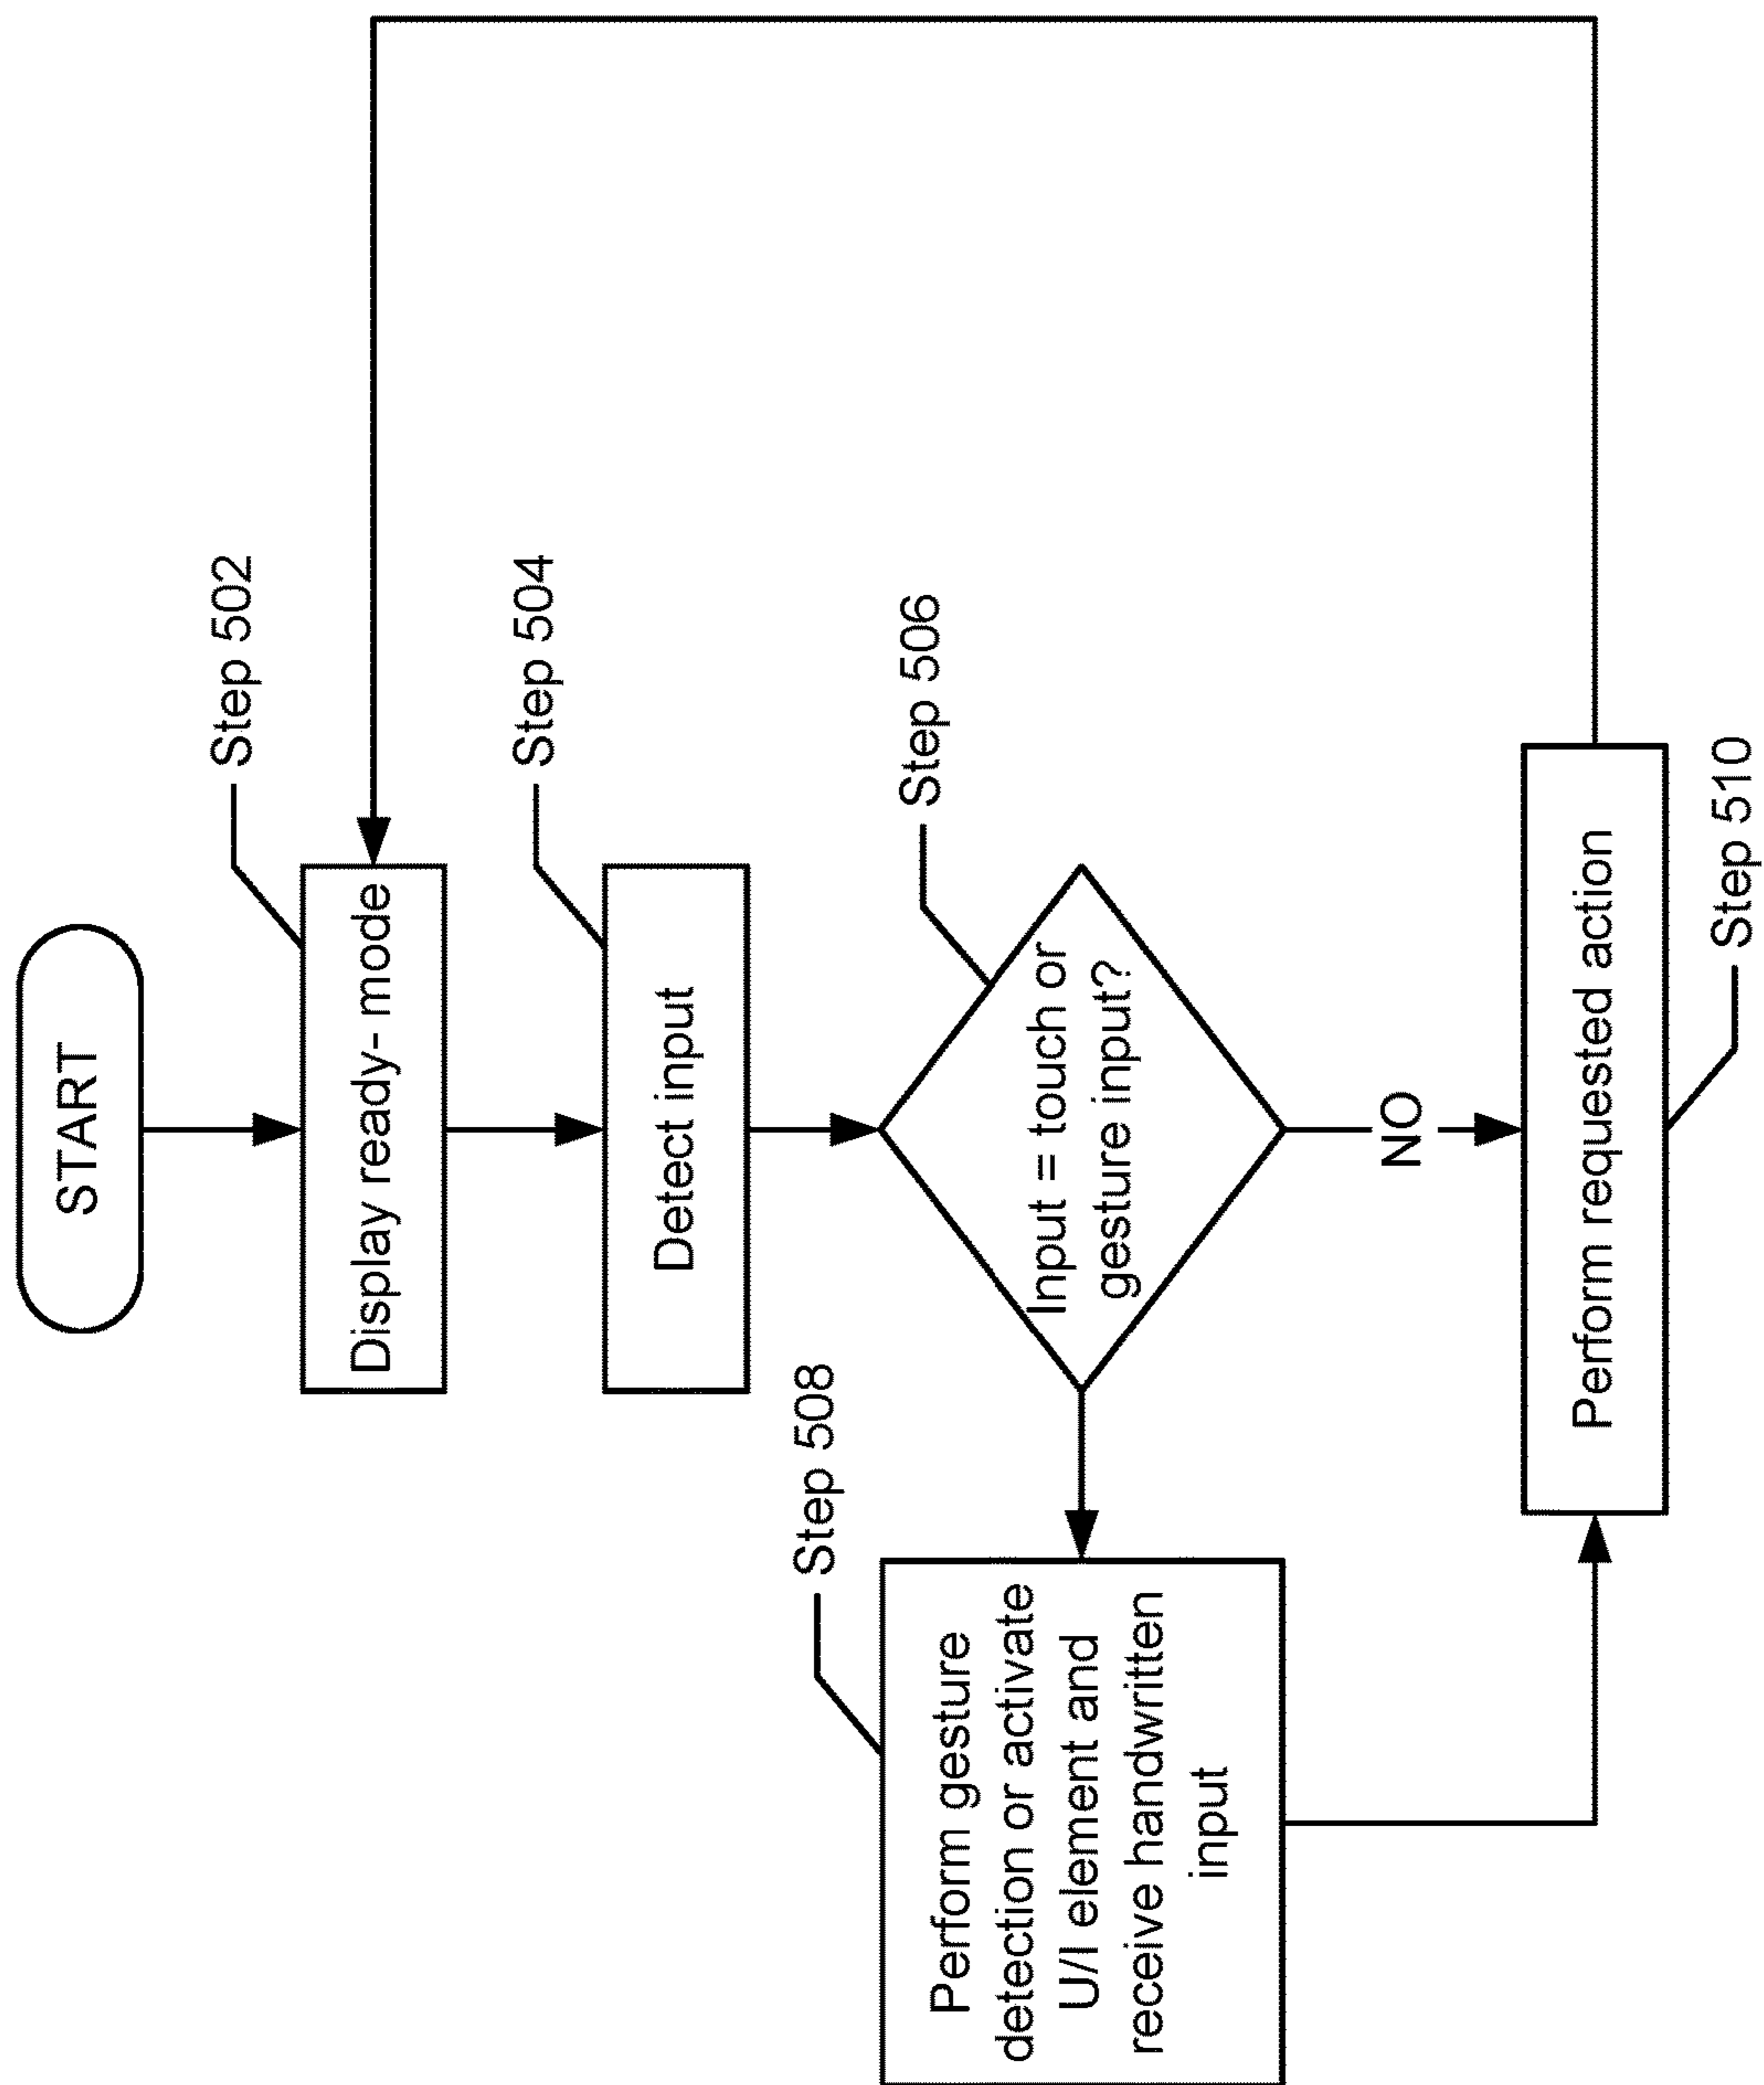 START
Step 502
Display ready- mode
Step 504
Detect input
Step 506
Input = touch or
gesture input?
Step 508
Perform gesture
detection or activate
U/I element and
receive handwritten
input
NO
Perform requested action
Step 510